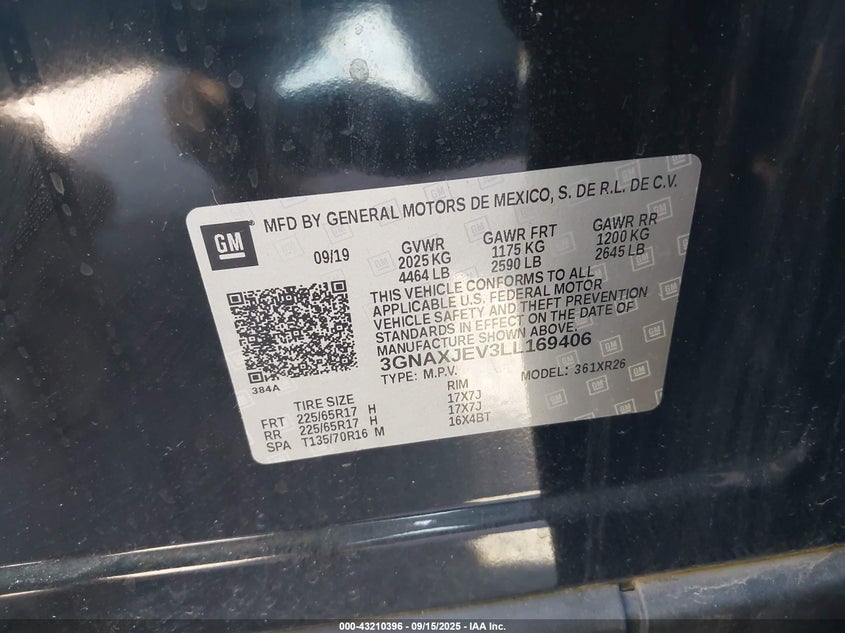 MFD BY GENERAL MOTORS DE MEXICO, S. DE R.L. DE C.V.
GM
09/19
GVWR GAWR FRT GAWR RR
2025 KG 1175 KG 1200 KG
4464 LB 2590 LB 2645 LB
THIS VEHICLE CONFORMS TO ALL
APPLICABLE U.S. FEDERAL MOTOR
VEHICLE SAFETY AND THEFT PREVENTION
STANDARDS IN EFFECT ON THE DATE OF
MANUFACTURE SHOWN ABOVE.
3GNAXJEV3LL169406
TYPE: M.P.V. MODEL: 361XR26
384A
TIRE SIZE RIM
FRT 225/65R17 H 17X7J
RR 225/65R17 H 17X7J
SPA T135/70R16 M 16X4BT
000-43210396 - 09/15/2025 - IAA Inc.